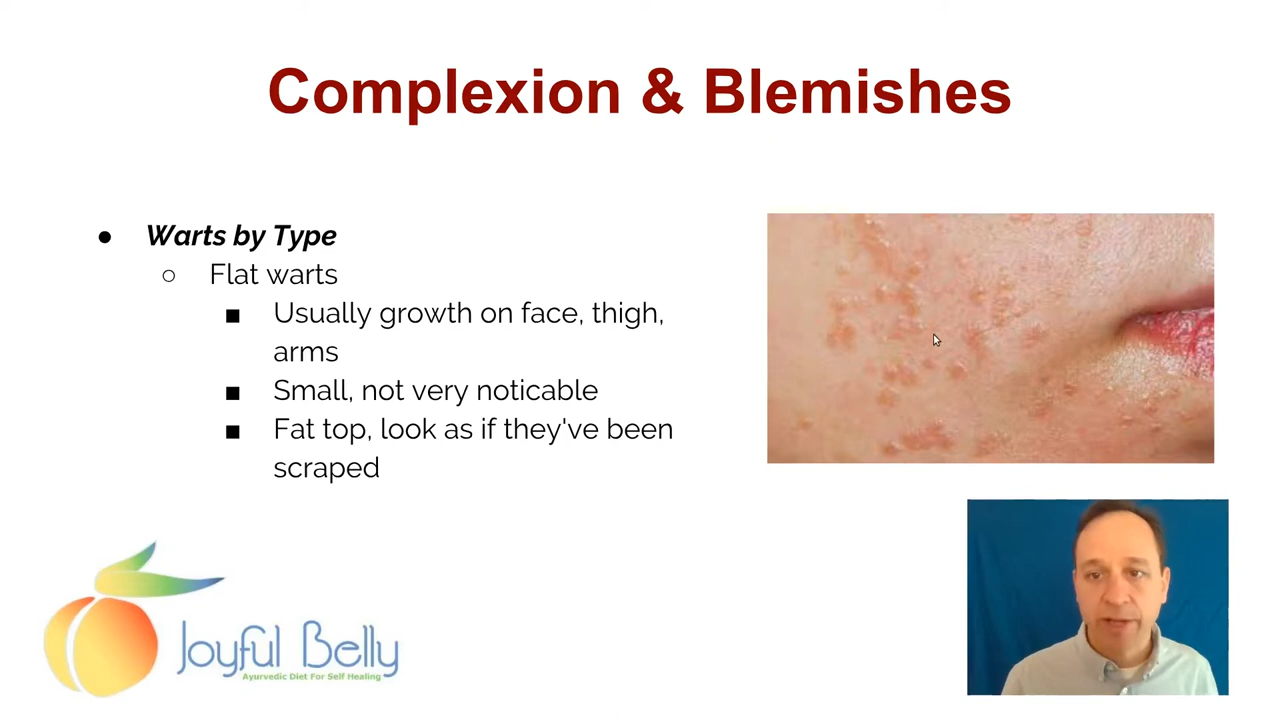 Complexion & Blemishes
● Warts by Type
○ Flat warts
■ Usually growth on face, thigh,
arms
■ Small, not very noticable
■ Fat top, look as if they've been
scraped
Joyful Belly
Ayurvedic Diet For Self Healing